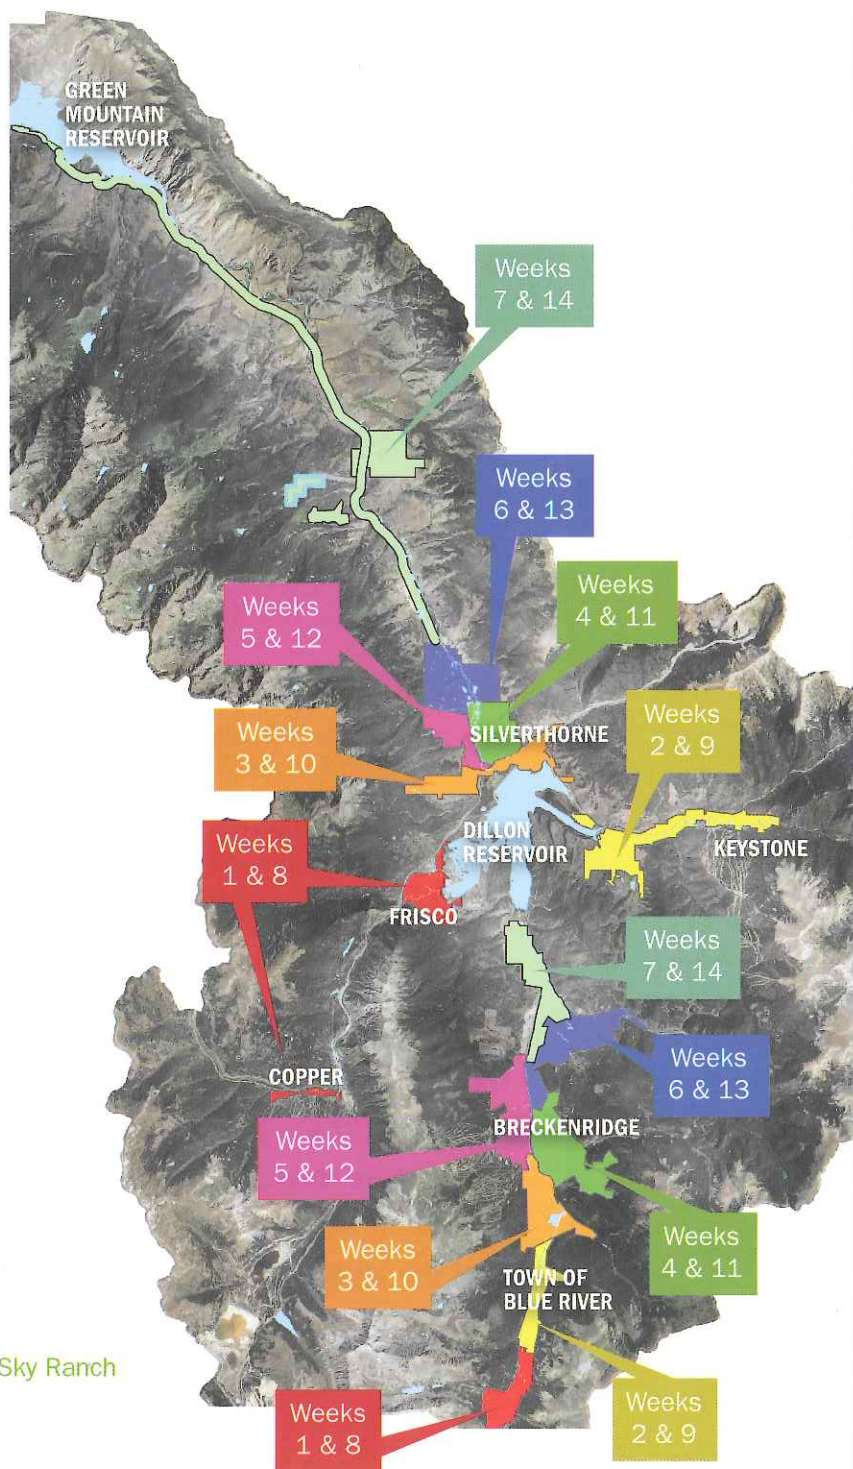 GREEN
MOUNTAIN
RESERVOIR
Weeks
7 & 14
Weeks
6 & 13
Weeks
4 & 11
Weeks
5 & 12
Weeks
2 & 9
SILVERTHORNE
Weeks
3 & 10
DILLON
RESERVOIR
KEYSTONE
Weeks
1 & 8
FRISCO
Weeks
7 & 14
Weeks
6 & 13
COPPER
BRECKENRIDGE
Weeks
5 & 12
Weeks
4 & 11
Weeks
3 & 10
TOWN OF
BLUE RIVER
Sky Ranch
Weeks
1 & 8
Weeks
2 & 9